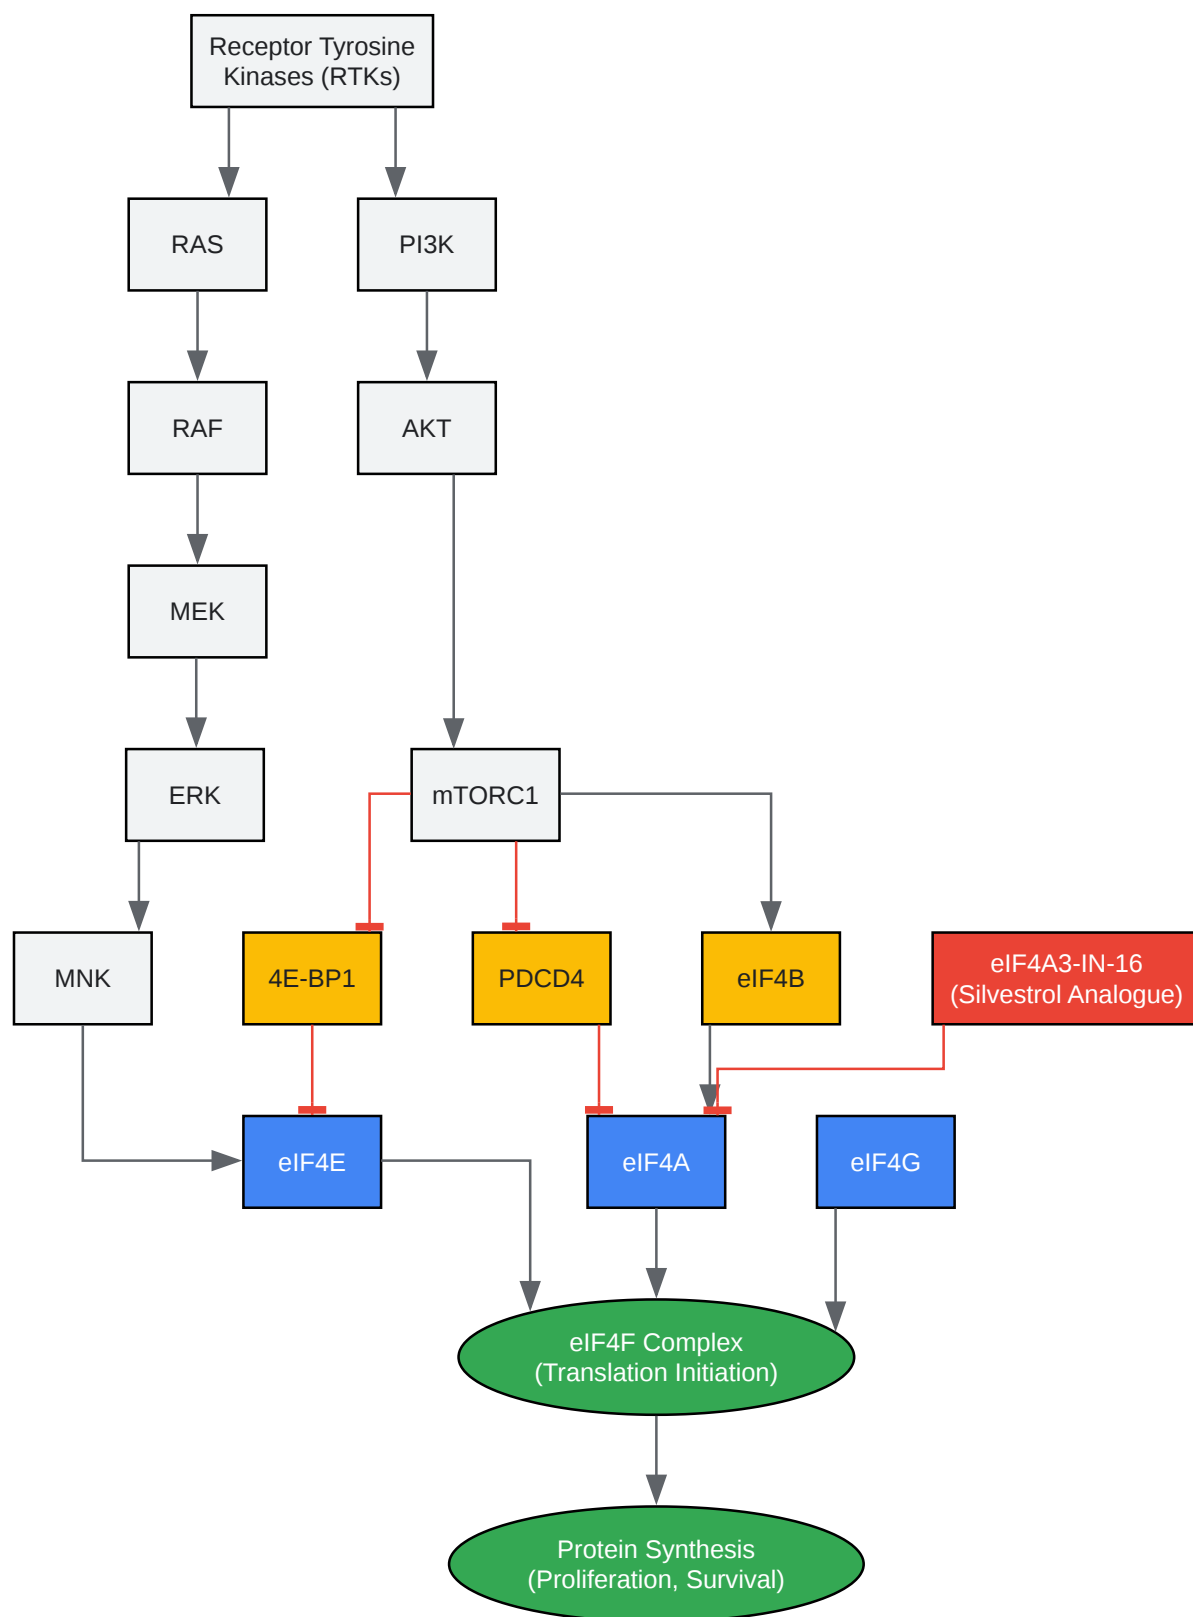 Receptor Tyrosine
Kinases (RTKs)
RAS
PI3K
RAF
AKT
MEK
ERK
mTORC1
MNK
4E-BP1
PDCD4
eIF4B
eIF4A3-IN-16
(Silvestrol Analogue)
eIF4E
eIF4A
eIF4G
eIF4F Complex
(Translation Initiation)
Protein Synthesis
(Proliferation, Survival)